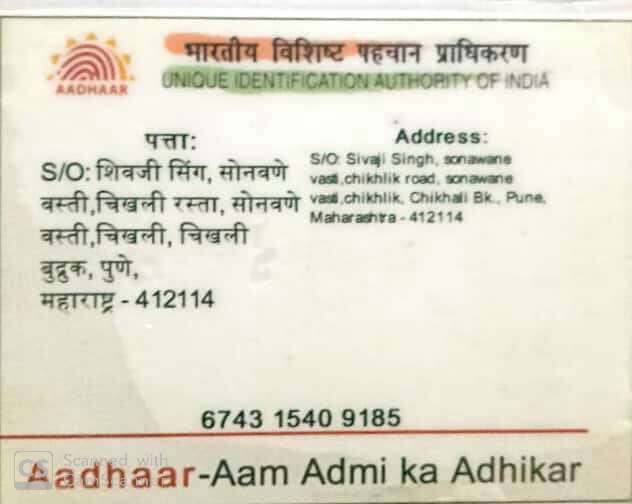 भारतीय विशिष्ट पहचान प्राधिकरण
AADHAAR
UNIQUE IDENTIFICATION AUTHORITY OF INDIA
पत्ता:
S/O: शिवजी सिंग, सोनवणे
वस्ती,चिखली रस्ता, सोनवणे
वस्ती,चिखली, चिखली
बुद्रुक, पुणे,
महाराष्ट्र - 412114
Address:
S/O: Sivaji Singh, sonawane
vasti,chikhlik road, sonawane
vasti,chikhlik, Chikhali Bk., Pune,
Maharashtra - 412114
6743 1540 9185
Aadhaar-Aam Admi ka Adhikar
CS Scanned with
CamScanner